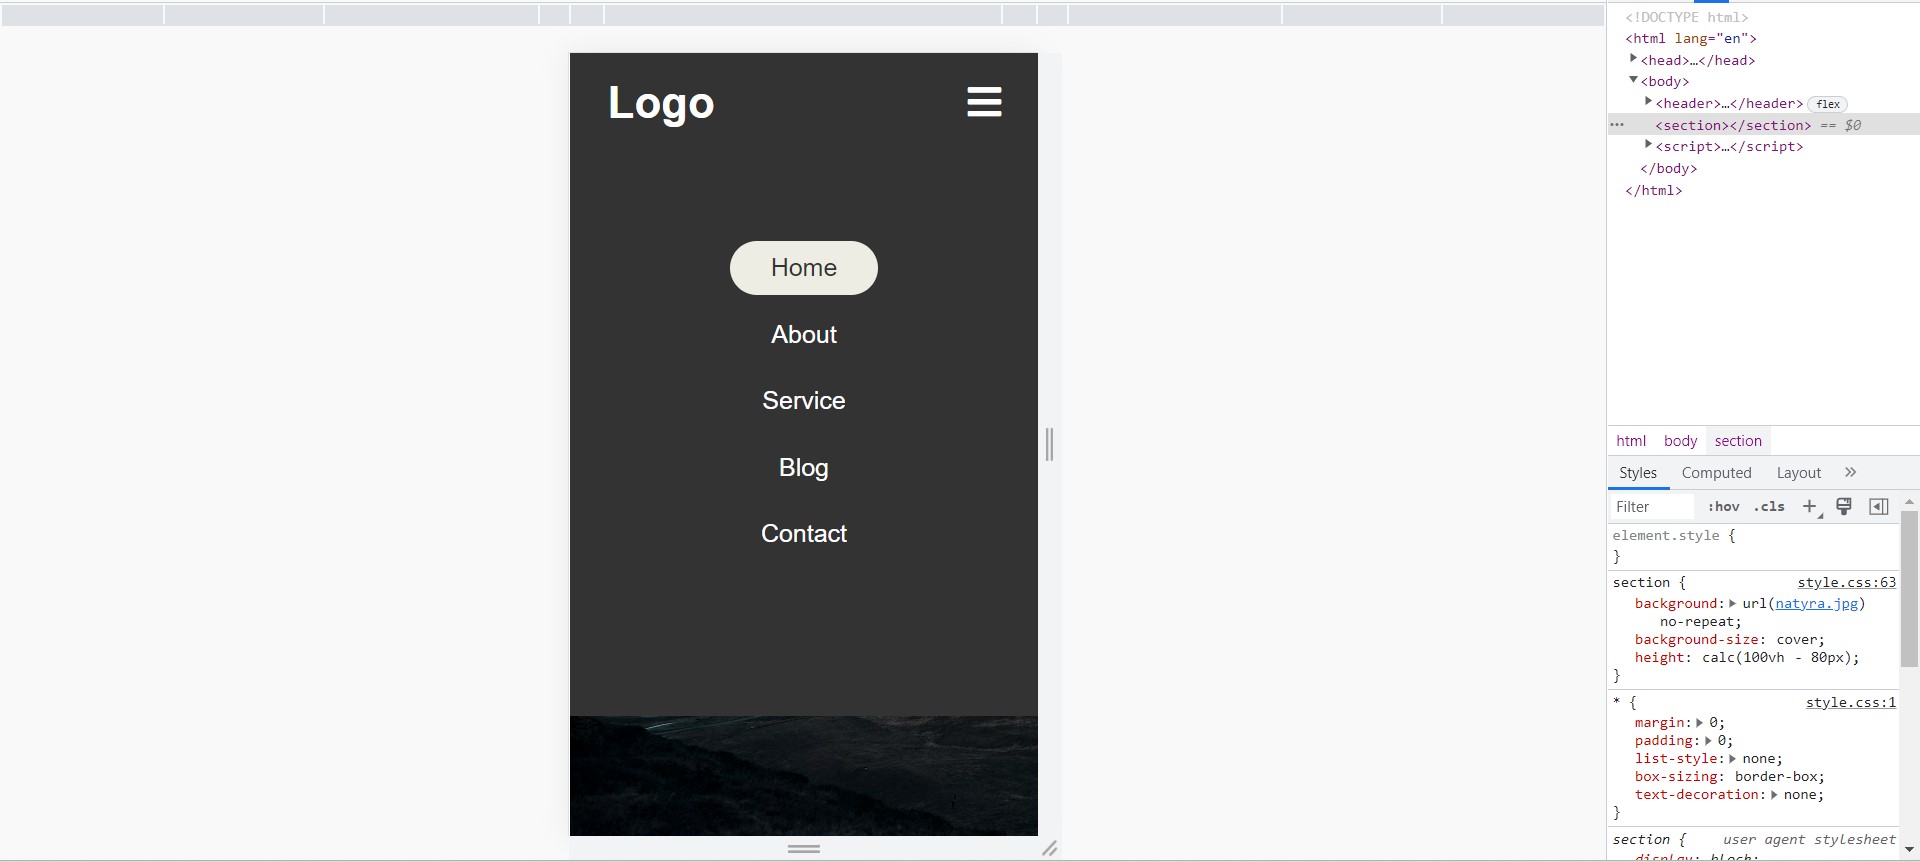 Logo
Home
About
Service
Blog
Contact
<!DOCTYPE html>
<html lang="en">
<head>…</head>
<body>
<header>…</header> flex
<section></section> == $0
<script>…</script>
</body>
</html>
html body section
Styles Computed Layout »
Filter :hov .cls +
element.style {
}
section { style.css:63
background: url(natyra.jpg)
no-repeat;
background-size: cover;
height: calc(100vh - 80px);
}
* { style.css:1
margin: 0;
padding: 0;
list-style: none;
box-sizing: border-box;
text-decoration: none;
}
section { user agent stylesheet
display: block;